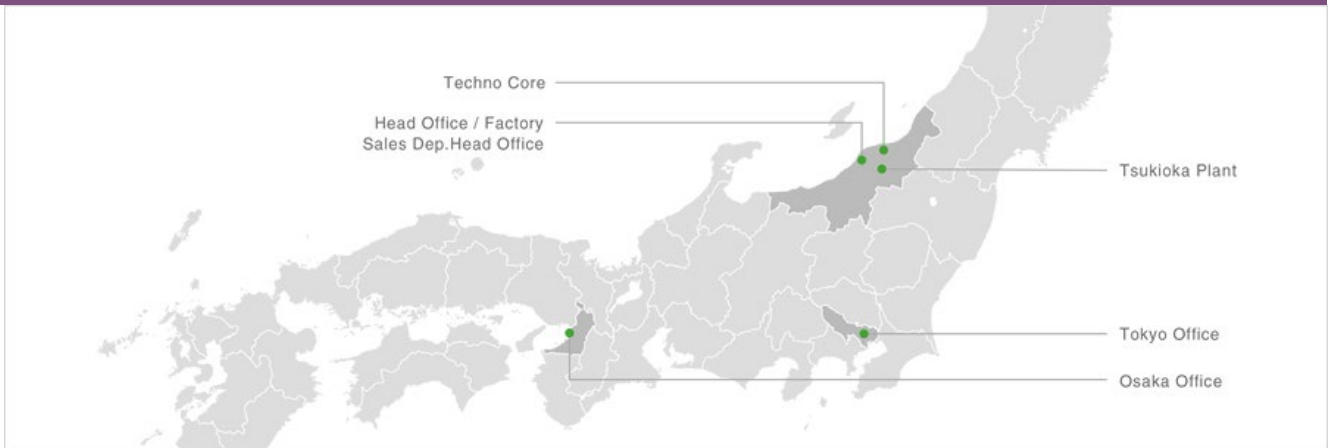 Techno Core
Head Office / Factory
Sales Dep.Head Office
Tsukioka Plant
Tokyo Office
Osaka Office